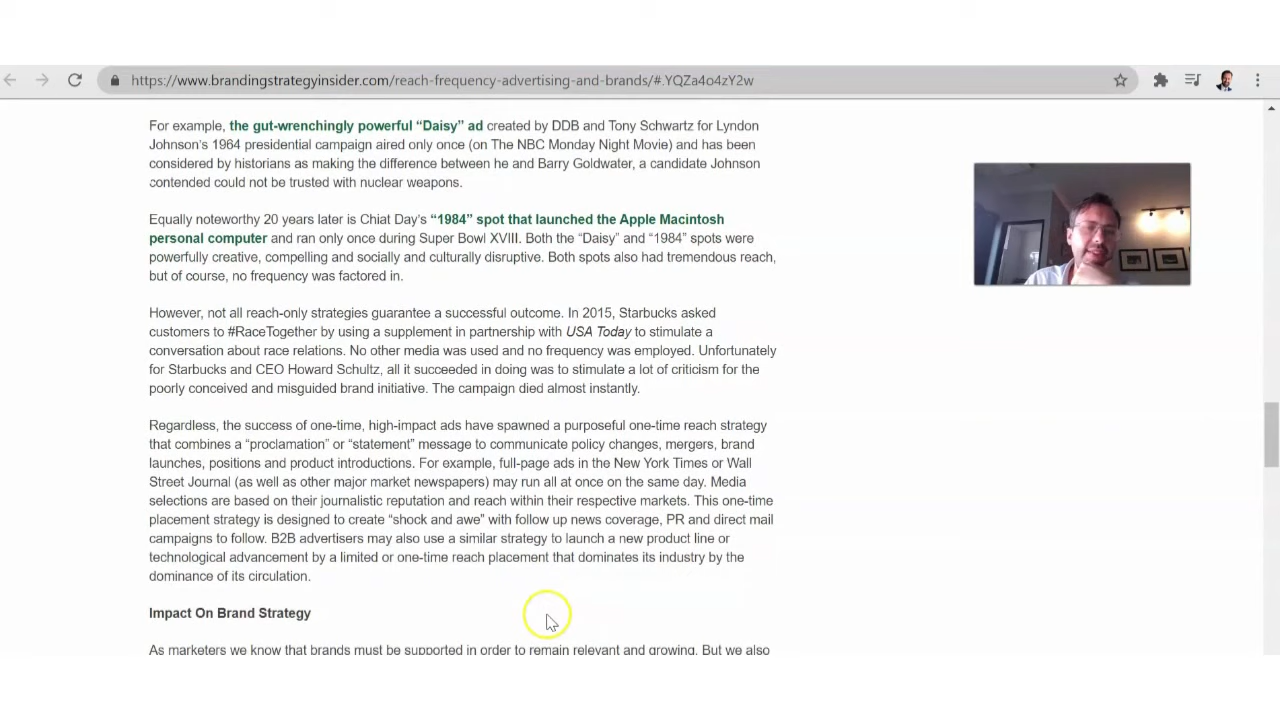 https://www.brandingstrategyinsider.com/reach-frequency-advertising-and-brands/#.YQZa4o4zY2w
For example, the gut-wrenchingly powerful “Daisy” ad created by DDB and Tony Schwartz for Lyndon
Johnson’s 1964 presidential campaign aired only once (on The NBC Monday Night Movie) and has been
considered by historians as making the difference between he and Barry Goldwater, a candidate Johnson
contended could not be trusted with nuclear weapons.
Equally noteworthy 20 years later is Chiat Day’s “1984” spot that launched the Apple Macintosh
personal computer and ran only once during Super Bowl XVIII. Both the “Daisy” and “1984” spots were
powerfully creative, compelling and socially and culturally disruptive. Both spots also had tremendous reach,
but of course, no frequency was factored in.
However, not all reach-only strategies guarantee a successful outcome. In 2015, Starbucks asked
customers to #RaceTogether by using a supplement in partnership with USA Today to stimulate a
conversation about race relations. No other media was used and no frequency was employed. Unfortunately
for Starbucks and CEO Howard Schultz, all it succeeded in doing was to stimulate a lot of criticism for the
poorly conceived and misguided brand initiative. The campaign died almost instantly.
Regardless, the success of one-time, high-impact ads have spawned a purposeful one-time reach strategy
that combines a “proclamation” or “statement” message to communicate policy changes, mergers, brand
launches, positions and product introductions. For example, full-page ads in the New York Times or Wall
Street Journal (as well as other major market newspapers) may run all at once on the same day. Media
selections are based on their journalistic reputation and reach within their respective markets. This one-time
placement strategy is designed to create “shock and awe” with follow up news coverage, PR and direct mail
campaigns to follow. B2B advertisers may also use a similar strategy to launch a new product line or
technological advancement by a limited or one-time reach placement that dominates its industry by the
dominance of its circulation.
Impact On Brand Strategy
As marketers we know that brands must be supported in order to remain relevant and growing. But we also